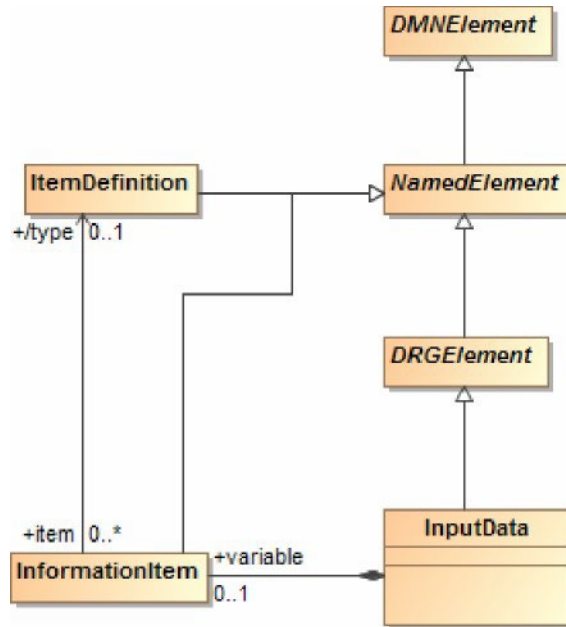 DMNElement
ItemDefinition
NamedElement
+/type 0..1
DRGElement
+item 0..*
InputData
InformationItem
+variable
0..1